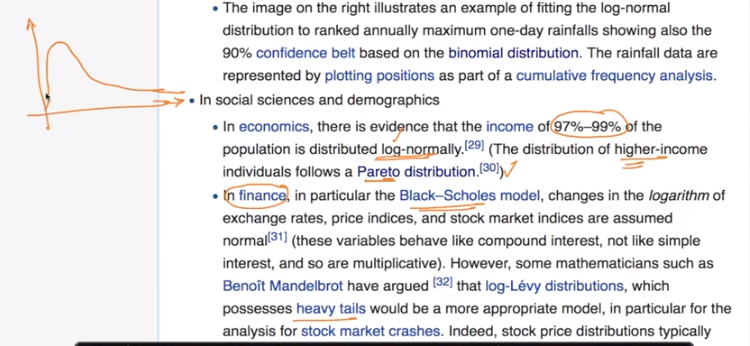 • The image on the right illustrates an example of fitting the log-normal
distribution to ranked annually maximum one-day rainfalls showing also the
90% confidence belt based on the binomial distribution. The rainfall data are
represented by plotting positions as part of a cumulative frequency analysis.
• In social sciences and demographics
• In economics, there is evidence that the income of 97%–99% of the
population is distributed log-normally.[29] (The distribution of higher-income
individuals follows a Pareto distribution.[30])
• In finance, in particular the Black–Scholes model, changes in the logarithm of
exchange rates, price indices, and stock market indices are assumed
normal[31] (these variables behave like compound interest, not like simple
interest, and so are multiplicative). However, some mathematicians such as
Benoît Mandelbrot have argued [32] that log-Lévy distributions, which
possesses heavy tails would be a more appropriate model, in particular for the
analysis for stock market crashes. Indeed, stock price distributions typically